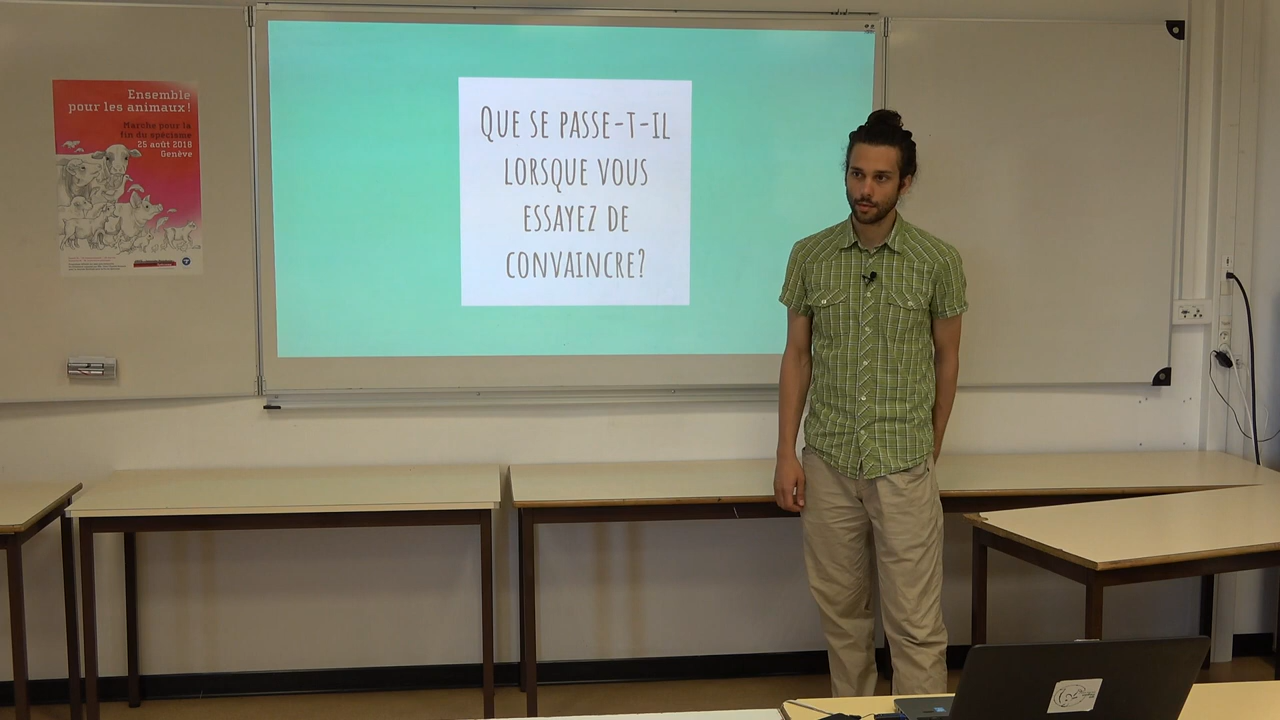 Ensemble
pour les animaux!
Marche pour la
fin du spécisme
25 août 2018
Genève
QUE SE PASSE-T-IL
LORSQUE VOUS
ESSAYEZ DE
CONVAINCRE?